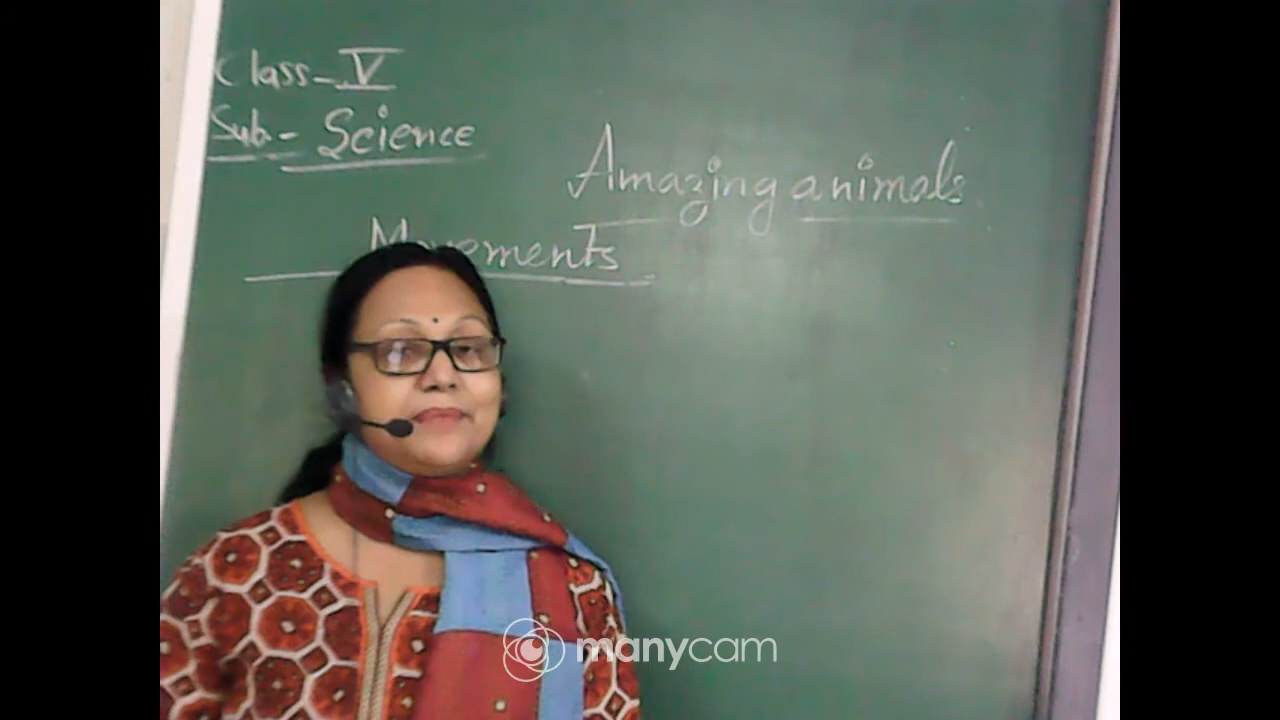 Class - V
Sub. - Science
Amazing animals
Movements
manycam